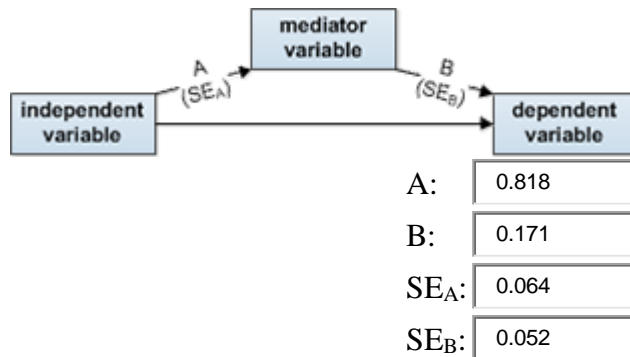 mediator
variable
A
(SEA)
B
(SEB)
independent
variable
dependent
variable
A: 0.818
B: 0.171
SEA: 0.064
SEB: 0.052